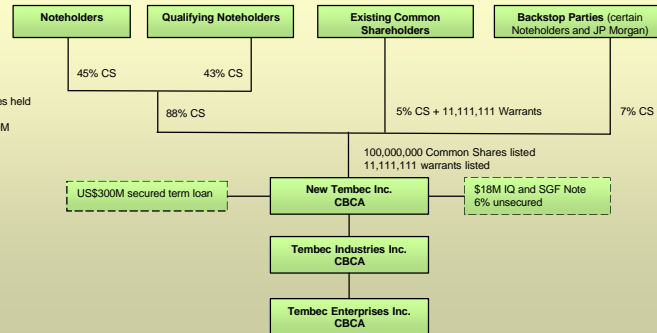 Noteholders
Qualifying Noteholders
Existing Common
Shareholders
Backstop Parties (certain
Noteholders and JP Morgan)
45% CS
43% CS
es held
M
88% CS
5% CS + 11,111,111 Warrants
7% CS
100,000,000 Common Shares listed
11,111,111 warrants listed
US$300M secured term loan
New Tembec Inc.
CBCA
$18M IQ and SGF Note
6% unsecured
Tembec Industries Inc.
CBCA
Tembec Enterprises Inc.
CBCA